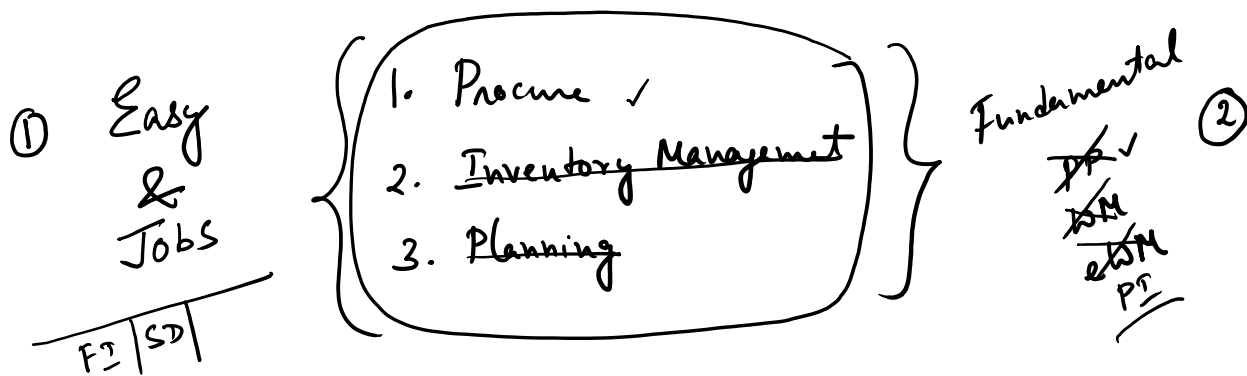 ① Easy
&
Jobs
FI | SD
1. Procure ✓
2. Inventory Management
3. Planning
Fundamental ②
PP ✓
WM
eWM
PI